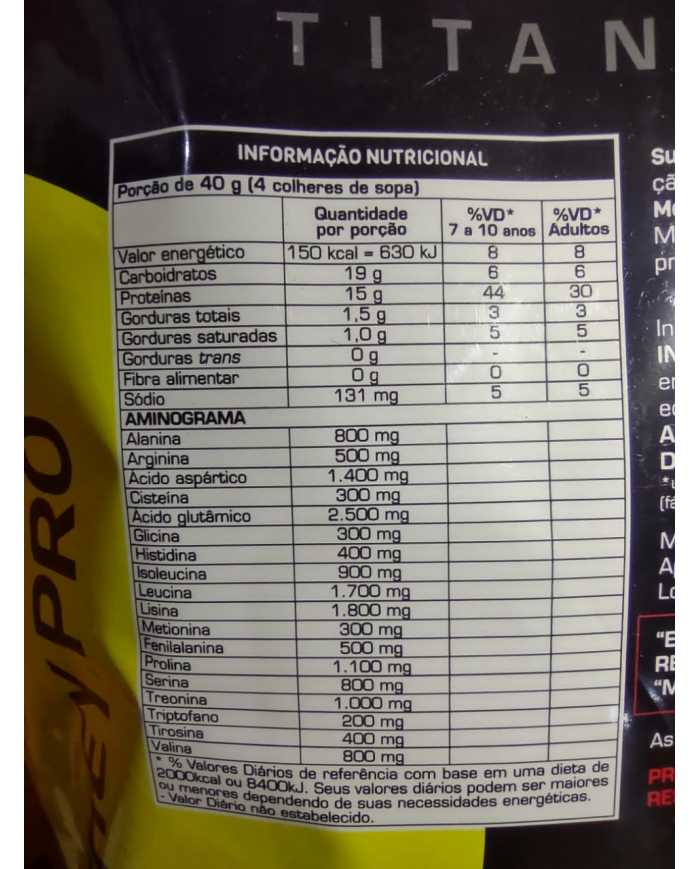 TITAN
INFORMAÇÃO NUTRICIONAL
Porção de 40 g (4 colheres de sopa)
Quantidade por porção %VD* 7 a 10 anos %VD* Adultos
Valor energético 150 kcal = 630 kJ 8 8
Carboidratos 19 g 6 6
Proteínas 15 g 44 30
Gorduras totais 1,5 g 3 3
Gorduras saturadas 1,0 g 5 5
Gorduras trans 0 g - -
Fibra alimentar 0 g 0 0
Sódio 131 mg 5 5
AMINOGRAMA
Alanina 800 mg
Arginina 500 mg
Ácido aspártico 1.400 mg
Cisteína 300 mg
Ácido glutâmico 2.500 mg
Glicina 300 mg
Histidina 400 mg
Isoleucina 900 mg
Leucina 1.700 mg
Lisina 1.800 mg
Metionina 300 mg
Fenilalanina 500 mg
Prolina 1.100 mg
Serina 800 mg
Treonina 1.000 mg
Triptofano 200 mg
Tirosina 400 mg
Valina 800 mg
* % Valores Diários de referência com base em uma dieta de
2000kcal ou 8400kJ. Seus valores diários podem ser maiores
ou menores dependendo de suas necessidades energéticas.
- Valor Diário não estabelecido.
PRO
As